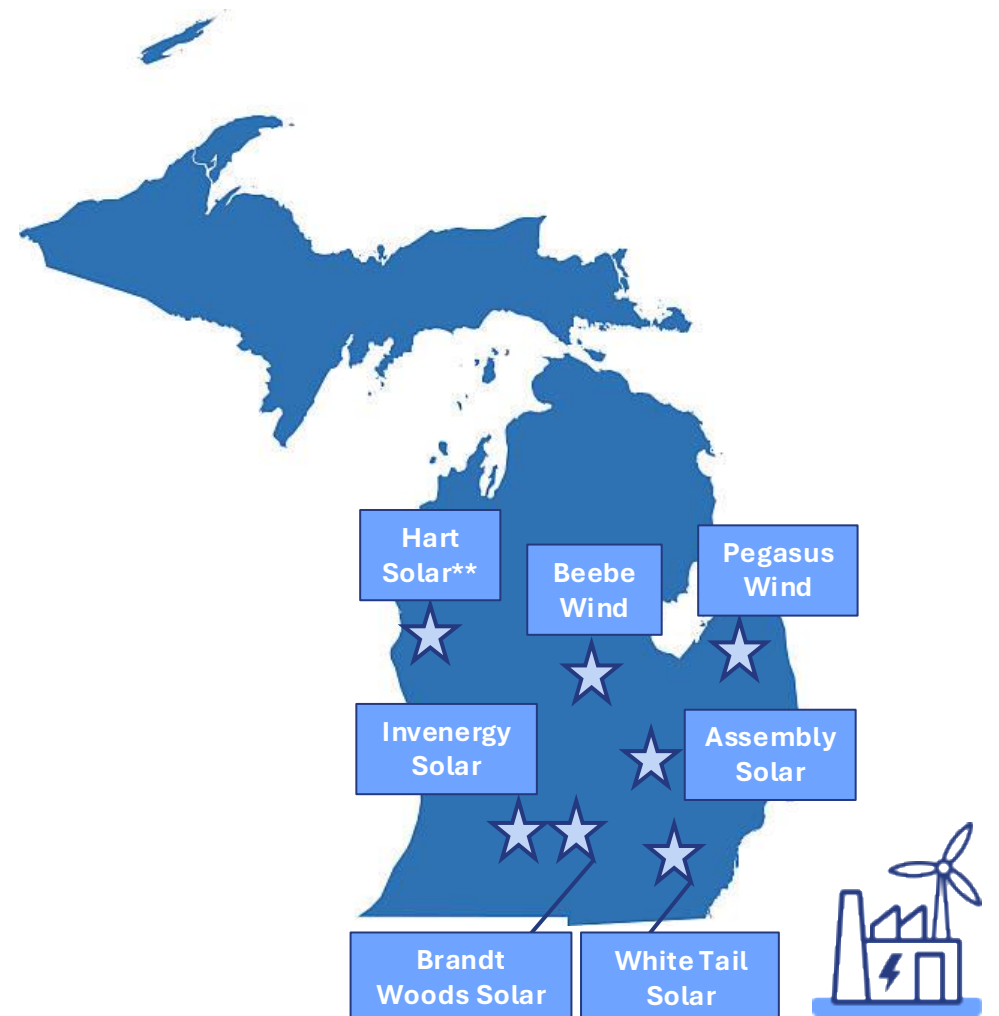 Hart
Solar**
Beebe
Wind
Pegasus
Wind
Invenergy
Solar
Assembly
Solar
Brandt
Woods Solar
White Tail
Solar